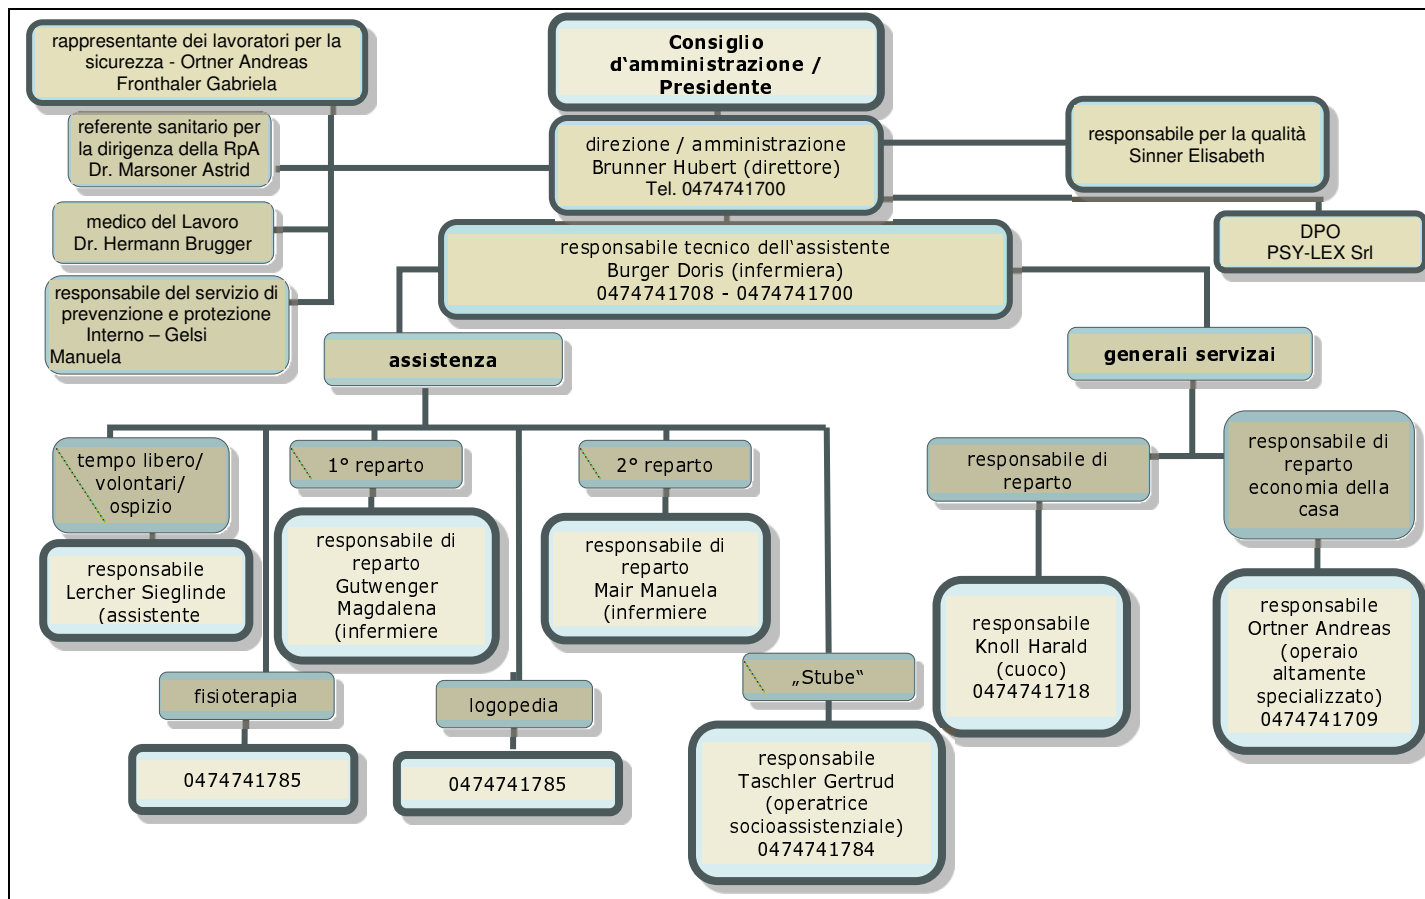 rappresentante dei lavoratori per la
sicurezza - Ortner Andreas
Fronthaler Gabriela
Consiglio
d'amministrazione /
Presidente
referente sanitario per
la dirigenza della RpA
Dr. Marsoner Astrid
direzione / amministrazione
Brunner Hubert (direttore)
Tel. 0474741700
responsabile per la qualità
Sinner Elisabeth
medico del Lavoro
Dr. Hermann Brugger
DPO
PSY-LEX Srl
responsabile tecnico dell'assistente
Burger Doris (infermiera)
0474741708 - 0474741700
responsabile del servizio di
prevenzione e protezione
Interno – Gelsi
Manuela
assistenza
generali servizai
tempo libero/
volontari/
ospizio
1° reparto
2° reparto
responsabile di
reparto
responsabile di
reparto
economia della
casa
responsabile
Lercher Sieglinde
(assistente
responsabile di
reparto
Gutwenger
Magdalena
(infermiere
responsabile di
reparto
Mair Manuela
(infermiere
responsabile
Knoll Harald
(cuoco)
0474741718
responsabile
Ortner Andreas
(operaio
altamente
specializzato)
0474741709
fisioterapia
logopedia
„Stube“
0474741785
0474741785
responsabile
Taschler Gertrud
(operatrice
socioassistenziale)
0474741784